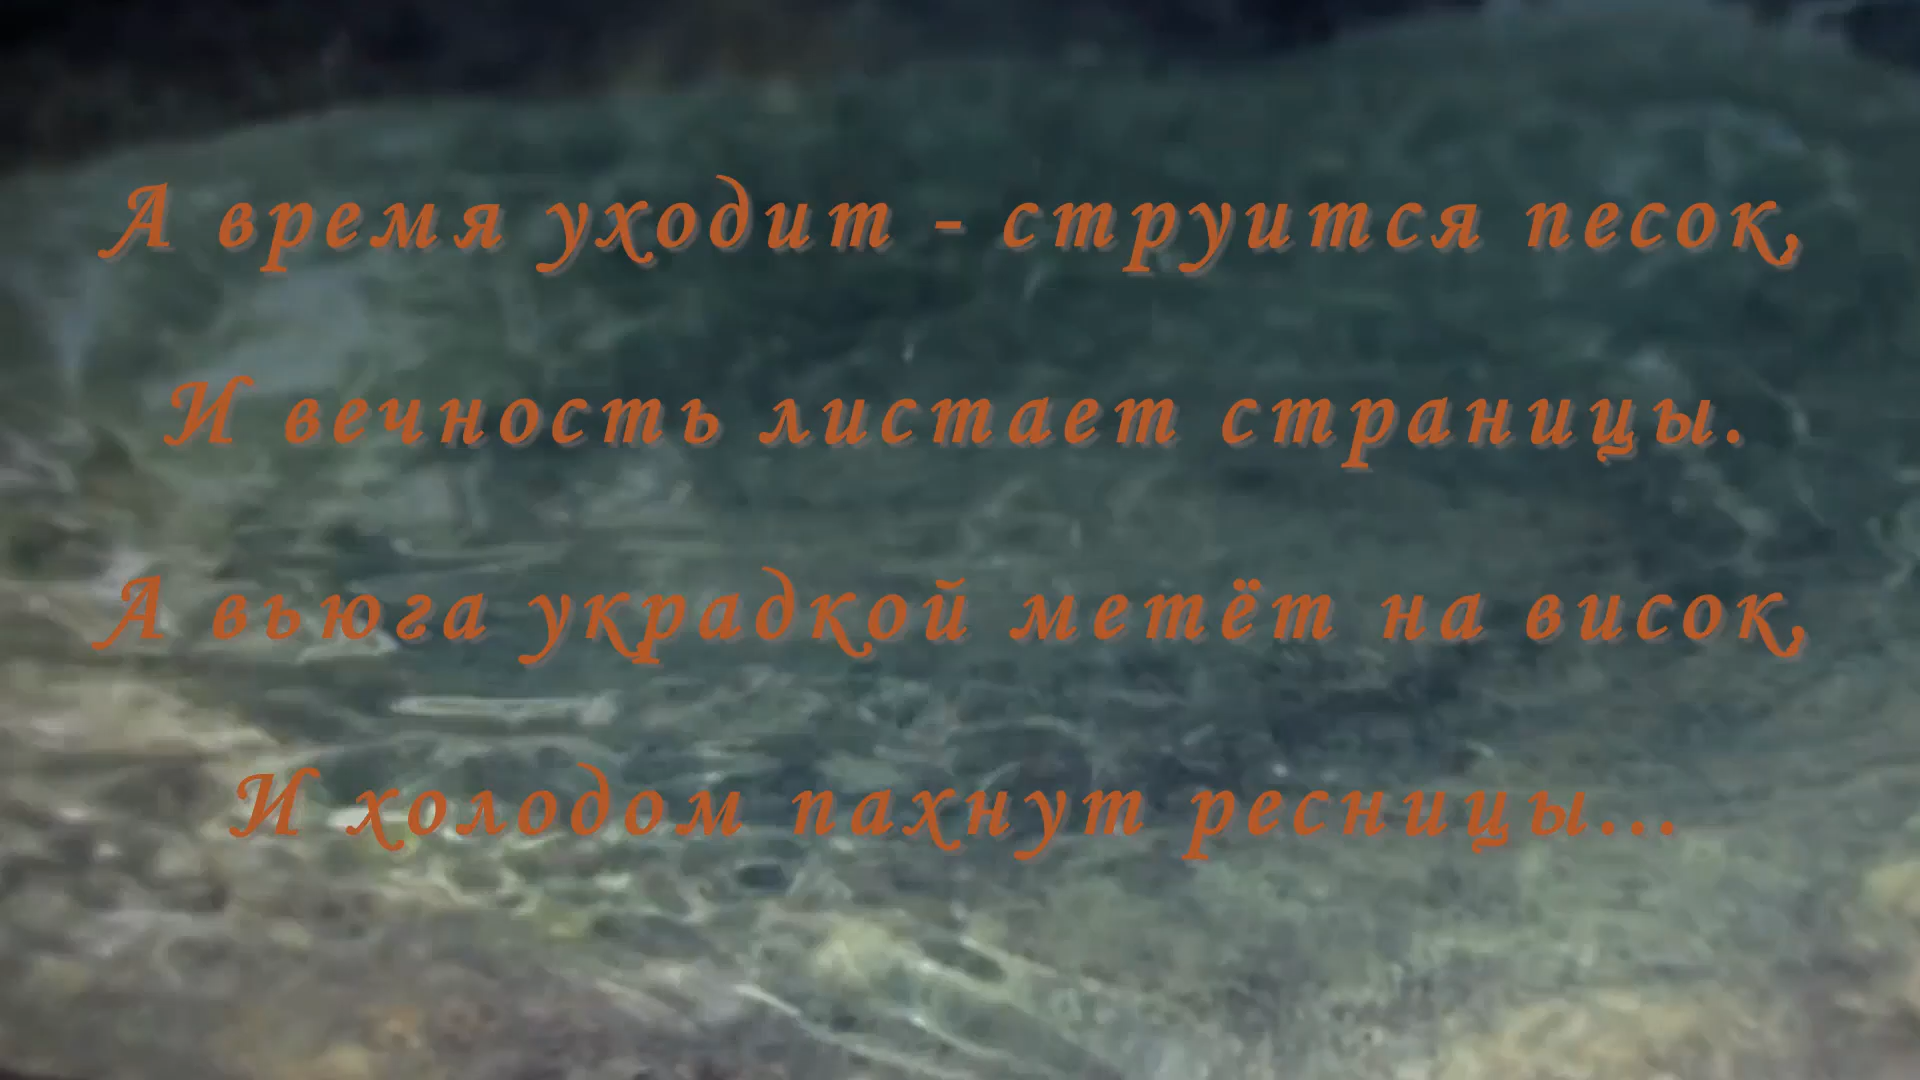 А время уходит - струится песок,
И вечность листает страницы.
А вьюга украдкой метёт на висок,
И холодом пахнут ресницы...